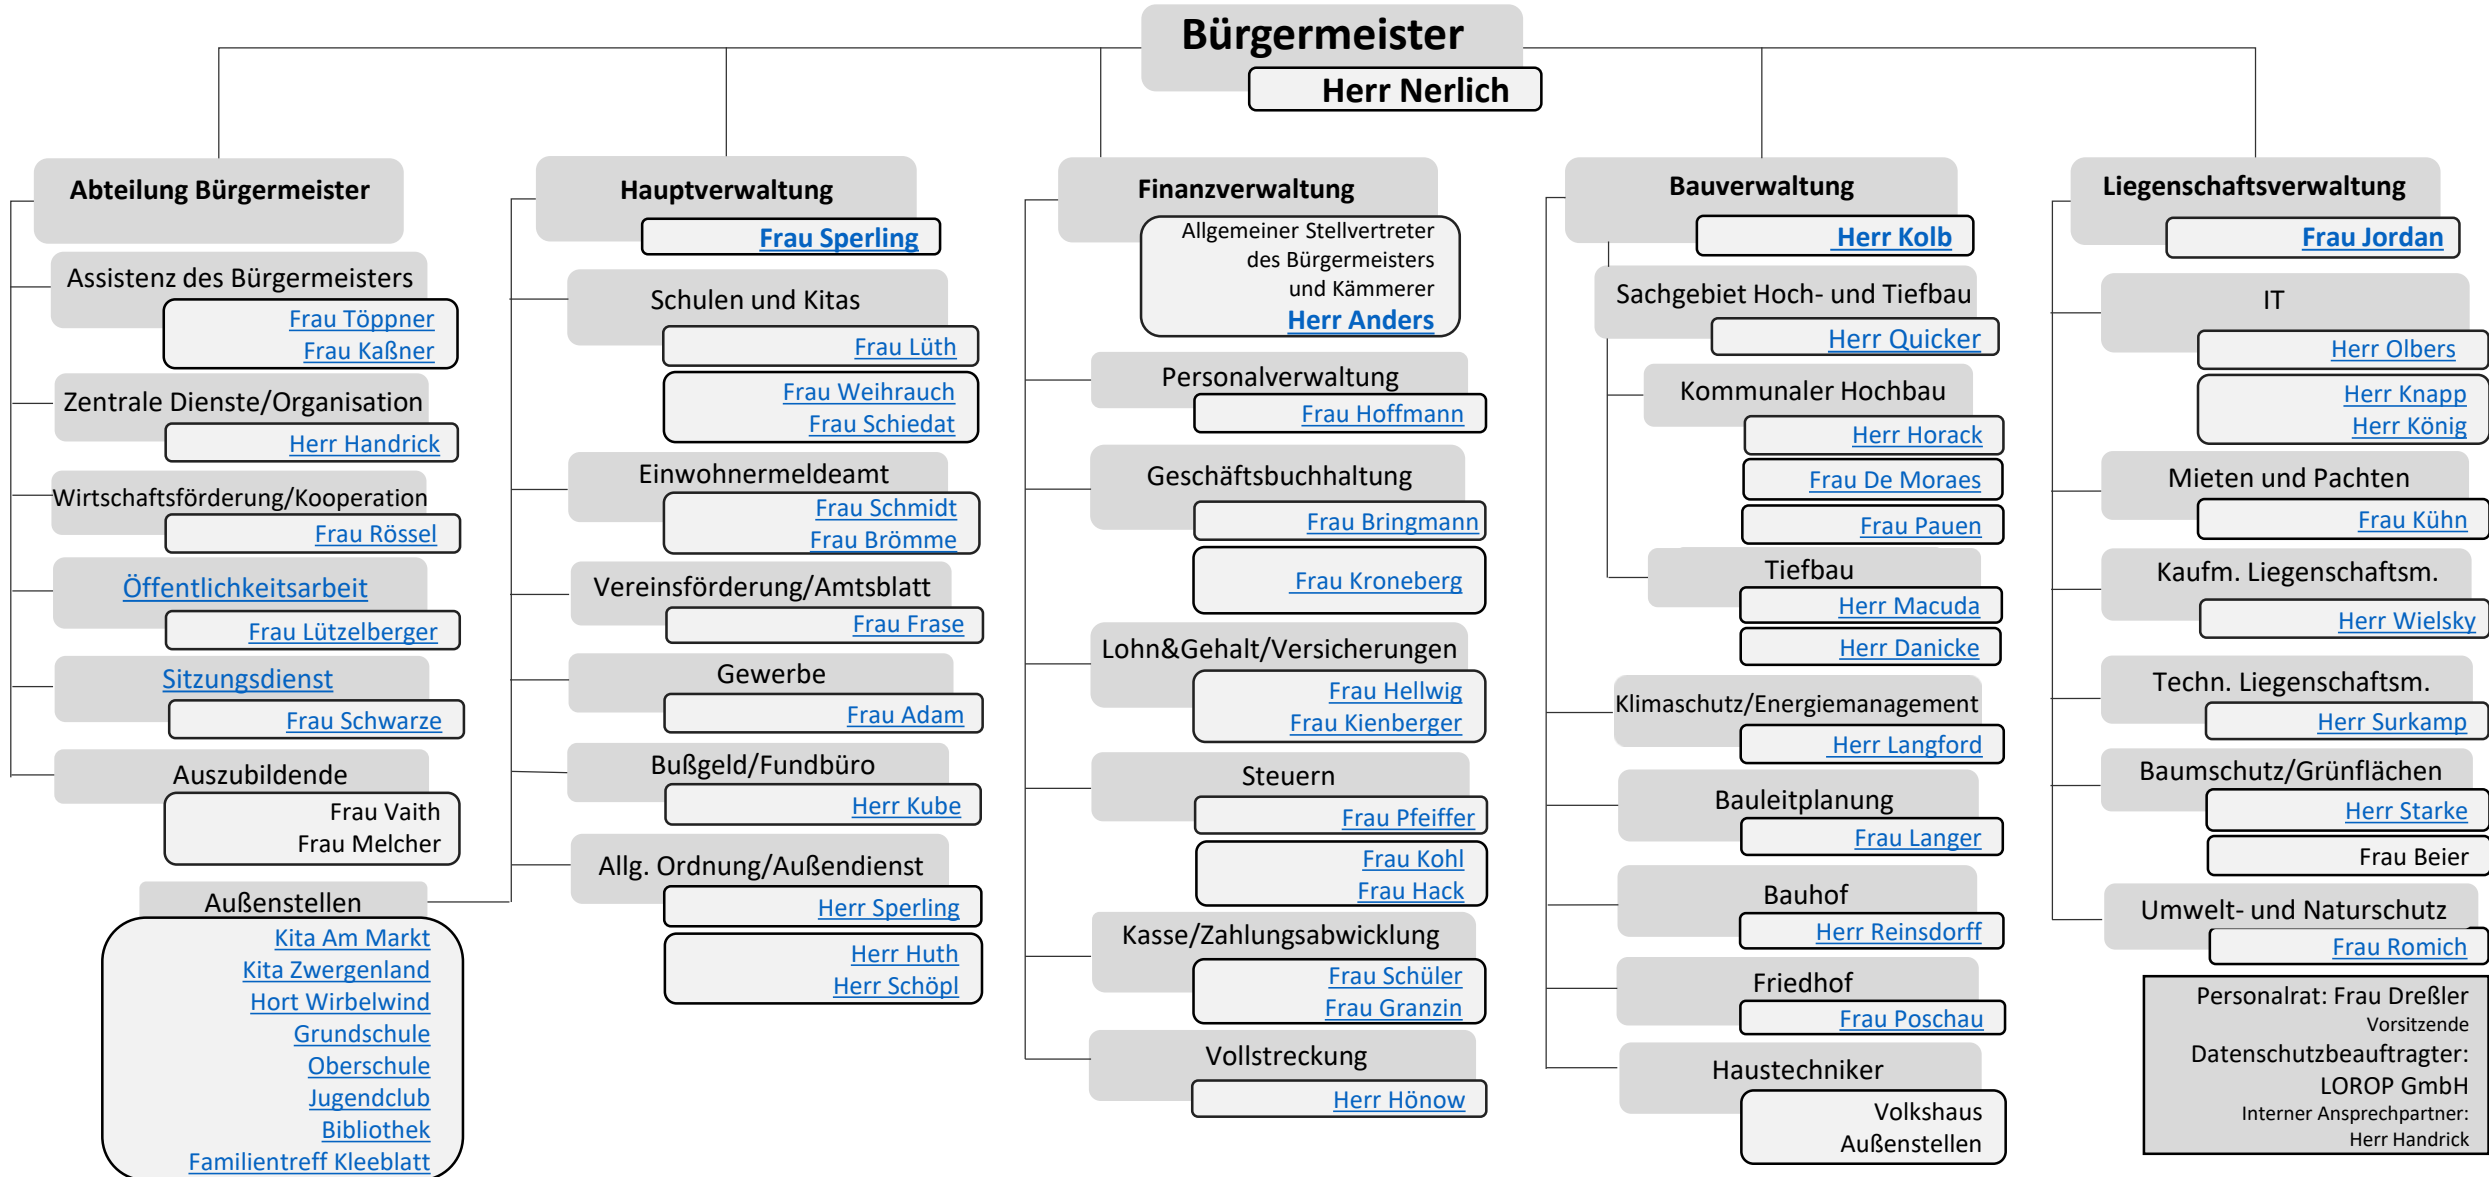 Bürgermeister
Herr Nerlich
Abteilung Bürgermeister
Assistenz des Bürgermeisters
Frau Töppner
Frau Kaßner
Zentrale Dienste/Organisation
Herr Handrick
Wirtschaftsförderung/Kooperation
Frau Rössel
Öffentlichkeitsarbeit
Frau Lützelberger
Sitzungsdienst
Frau Schwarze
Auszubildende
Frau Vaith
Frau Melcher
Außenstellen
Kita Am Markt
Kita Zwergenland
Hort Wirbelwind
Grundschule
Oberschule
Jugendclub
Bibliothek
Familientreff Kleeblatt
Hauptverwaltung
Frau Sperling
Schulen und Kitas
Frau Lüth
Frau Weihrauch
Frau Schiedat
Einwohnermeldeamt
Frau Schmidt
Frau Brömme
Vereinsförderung/Amtsblatt
Frau Frase
Gewerbe
Frau Adam
Bußgeld/Fundbüro
Herr Kube
Allg. Ordnung/Außendienst
Herr Sperling
Herr Huth
Herr Schöpl
Finanzverwaltung
Allgemeiner Stellvertreter
des Bürgermeisters
und Kämmerer
Herr Anders
Personalverwaltung
Frau Hoffmann
Geschäftsbuchhaltung
Frau Bringmann
Frau Kroneberg
Lohn&Gehalt/Versicherungen
Frau Hellwig
Frau Kienberger
Steuern
Frau Pfeiffer
Frau Kohl
Frau Hack
Kasse/Zahlungsabwicklung
Frau Schüler
Frau Granzin
Vollstreckung
Herr Hönow
Bauverwaltung
Herr Kolb
Sachgebiet Hoch- und Tiefbau
Herr Quicker
Kommunaler Hochbau
Herr Horack
Frau De Moraes
Frau Pauen
Tiefbau
Herr Macuda
Herr Danicke
Klimaschutz/Energiemanagement
Herr Langford
Bauleitplanung
Frau Langer
Bauhof
Herr Reinsdorff
Friedhof
Frau Poschau
Haustechniker
Volkshaus
Außenstellen
Liegenschaftsverwaltung
Frau Jordan
IT
Herr Olbers
Herr Knapp
Herr König
Mieten und Pachten
Frau Kühn
Kaufm. Liegenschaftsm.
Herr Wielsky
Techn. Liegenschaftsm.
Herr Surkamp
Baumschutz/Grünflächen
Herr Starke
Frau Beier
Umwelt- und Naturschutz
Frau Romich
Personalrat: Frau Dreßler
Vorsitzende
Datenschutzbeauftragter:
LOROP GmbH
Interner Ansprechpartner:
Herr Handrick